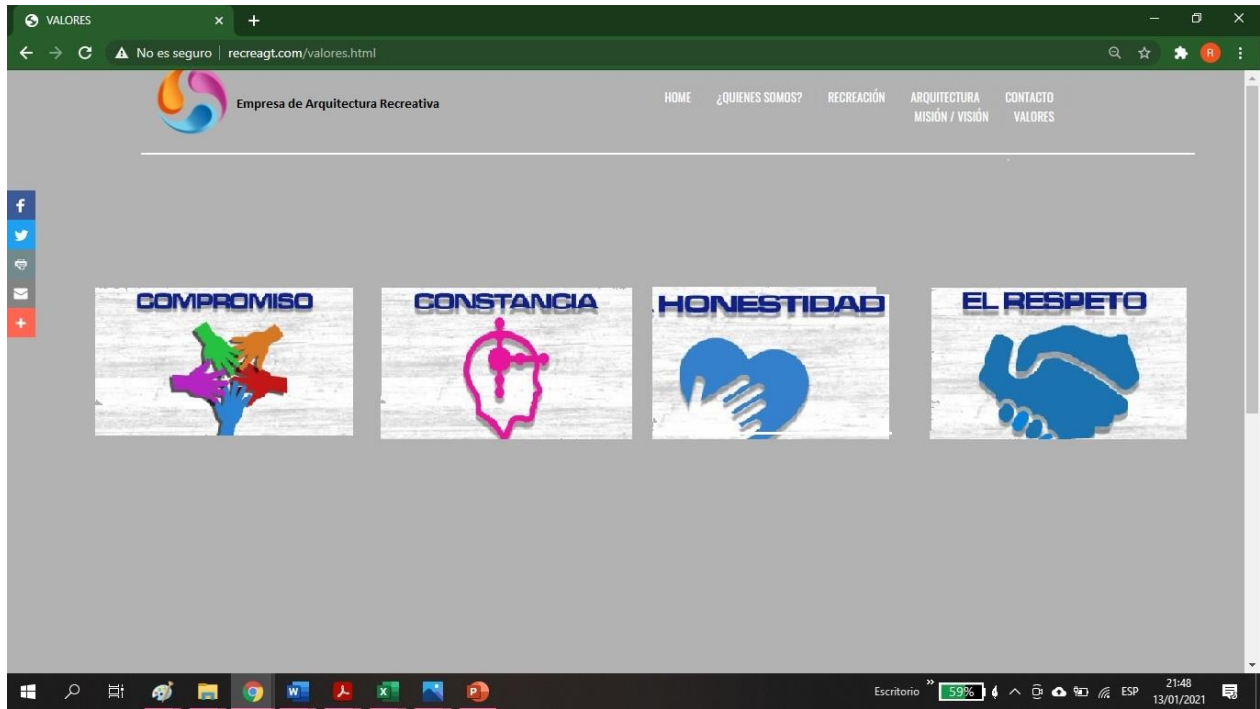 VALORES
No es seguro | recreagt.com/valores.html
R
Empresa de Arquitectura Recreativa
HOME ¿QUIENES SOMOS? RECREACIÓN ARQUITECTURA CONTACTO
MISIÓN / VISIÓN VALORES
COMPROMISO
CONSTANCIA
HONESTIDAD
EL RESPETO
Escritorio
59%
ESP
21:48
13/01/2021